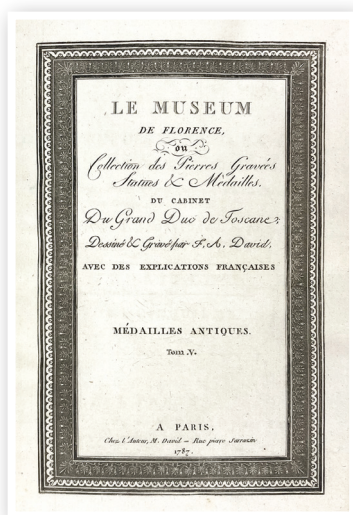 LE MUSEUM
DE FLORENCE,
ou
Collection des Pierres Gravées
Statues & Médailles.
DU CABINET
Du Grand Duc de Toscane;
Dessiné & Gravé par F. A. David,
AVEC DES EXPLICATIONS FRANÇAISES
MÉDAILLES ANTIQUES.
Tom. V.
A PARIS,
Chez l'Auteur, M. David = Rue pierre Sarrazin
1787.